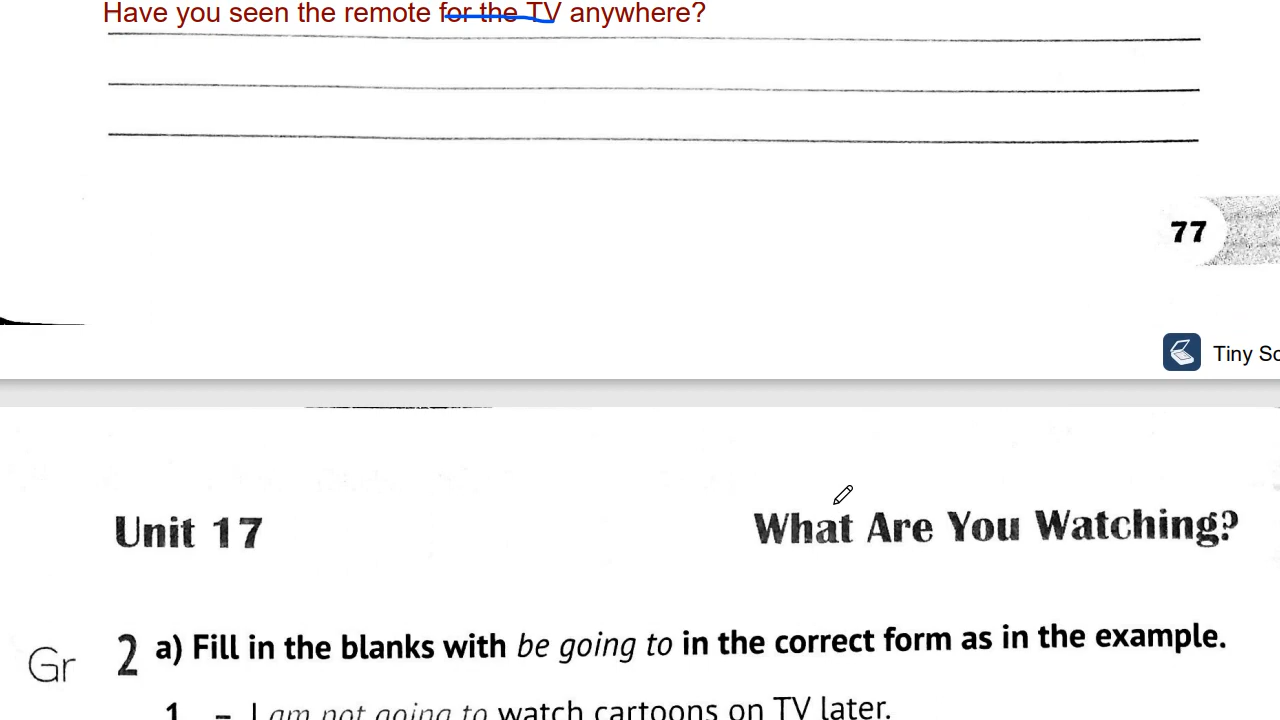 Have you seen the remote for the TV anywhere?
77
Tiny Sc
Unit 17
What Are You Watching?
Gr
2 a) Fill in the blanks with be going to in the correct form as in the example.
1 – I am not going to watch cartoons on TV later.